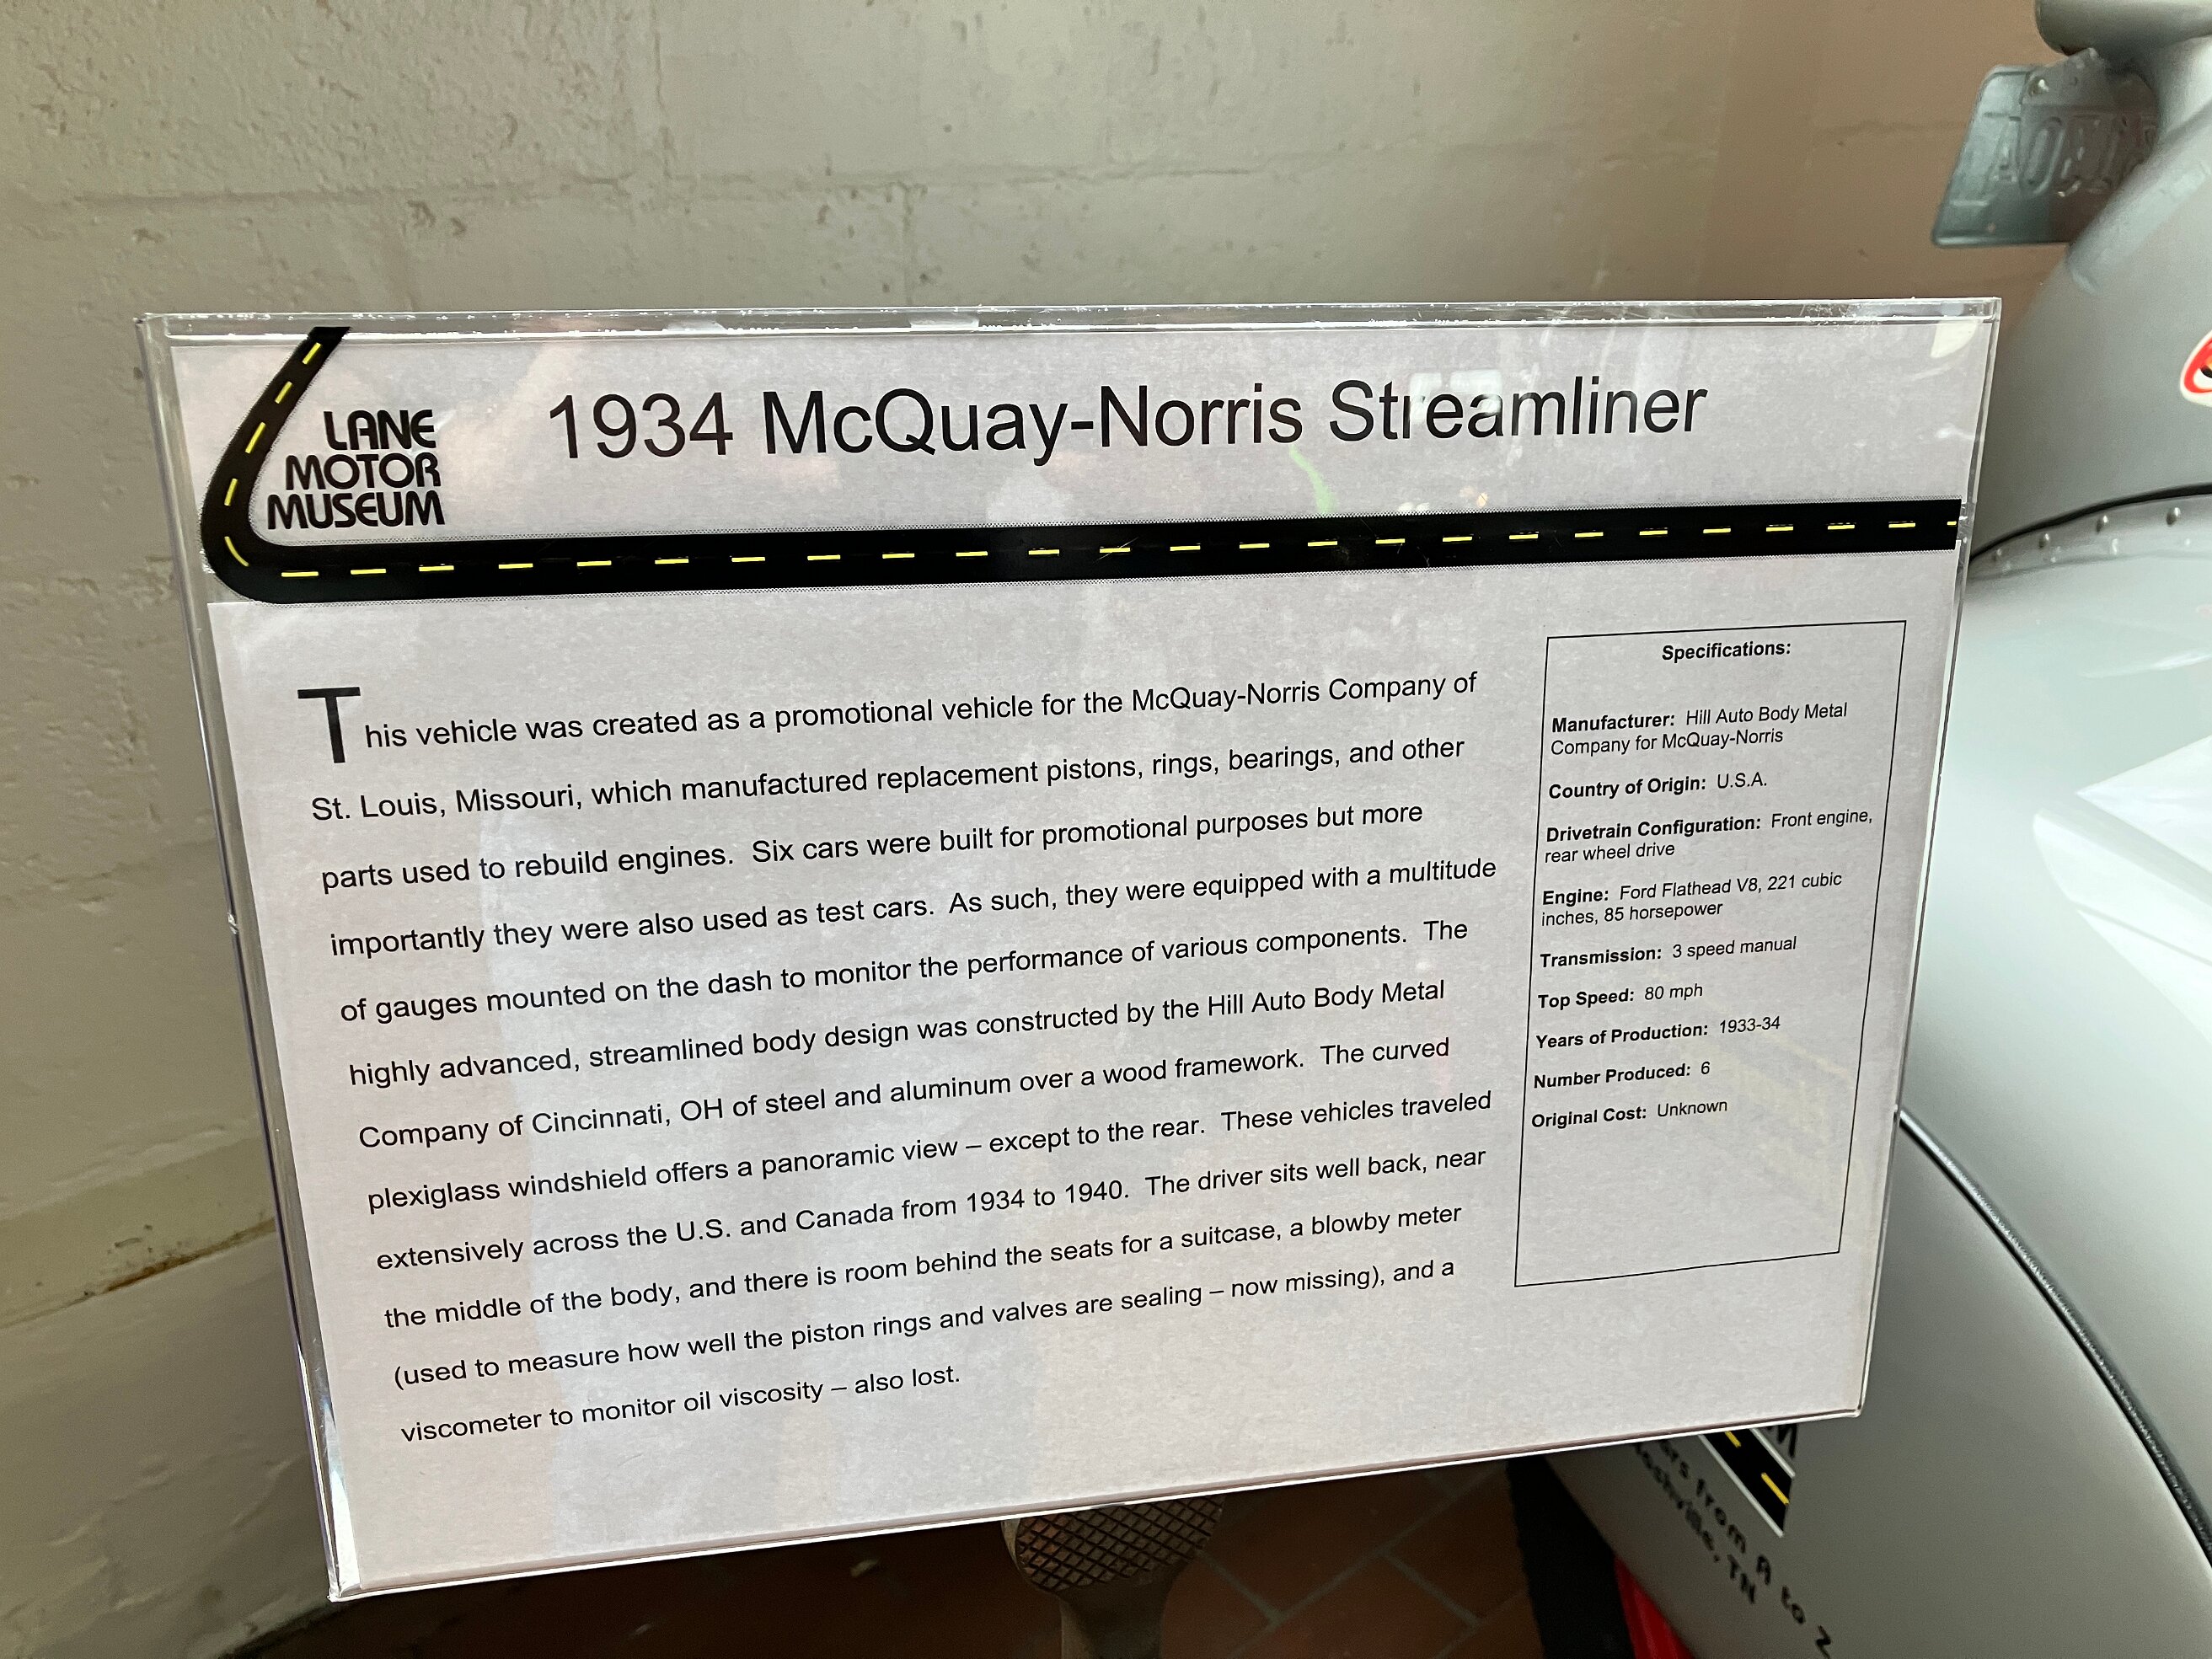 LANE
MOTOR
MUSEUM
1934 McQuay-Norris Streamliner
This vehicle was created as a promotional vehicle for the McQuay-Norris Company of
St. Louis, Missouri, which manufactured replacement pistons, rings, bearings, and other
parts used to rebuild engines. Six cars were built for promotional purposes but more
importantly they were also used as test cars. As such, they were equipped with a multitude
of gauges mounted on the dash to monitor the performance of various components. The
highly advanced, streamlined body design was constructed by the Hill Auto Body Metal
Company of Cincinnati, OH of steel and aluminum over a wood framework. The curved
plexiglass windshield offers a panoramic view – except to the rear. These vehicles traveled
extensively across the U.S. and Canada from 1934 to 1940. The driver sits well back, near
the middle of the body, and there is room behind the seats for a suitcase, a blowby meter
(used to measure how well the piston rings and valves are sealing – now missing), and a
viscometer to monitor oil viscosity – also lost.
Specifications:
Manufacturer: Hill Auto Body Metal
Company for McQuay-Norris
Country of Origin: U.S.A.
Drivetrain Configuration: Front engine,
rear wheel drive
Engine: Ford Flathead V8, 221 cubic
inches, 85 horsepower
Transmission: 3 speed manual
Top Speed: 80 mph
Years of Production: 1933-34
Number Produced: 6
Original Cost: Unknown
from A to Z
TN